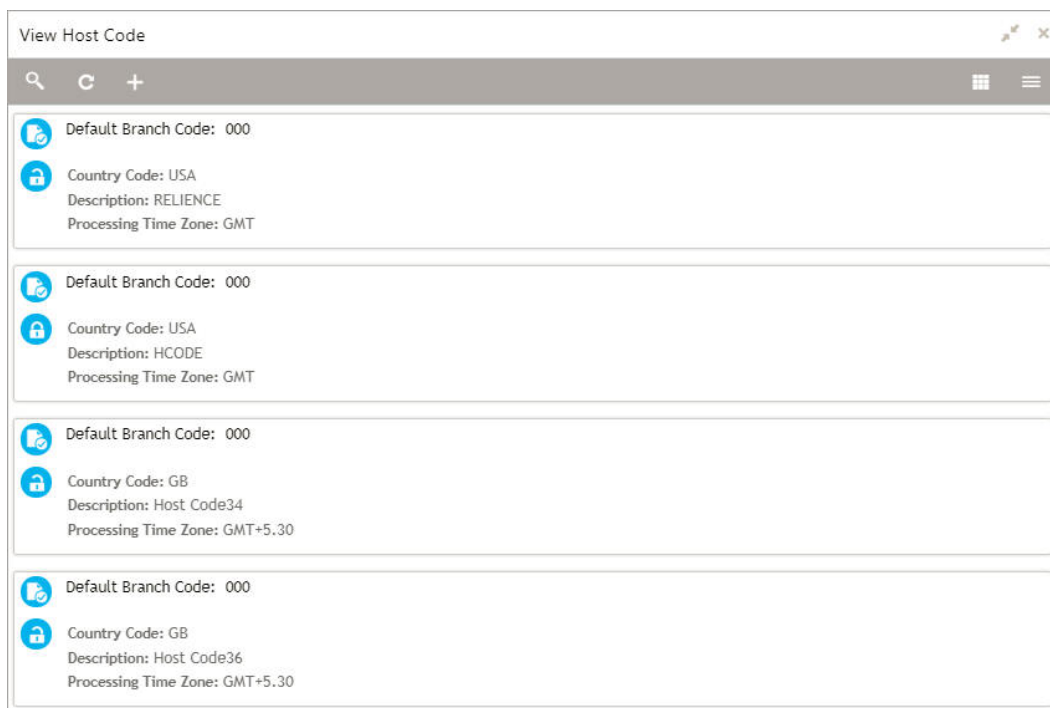 View Host Code
Default Branch Code: 000
Country Code: USA
Description: RELIENCE
Processing Time Zone: GMT
Default Branch Code: 000
Country Code: USA
Description: HCODE
Processing Time Zone: GMT
Default Branch Code: 000
Country Code: GB
Description: Host Code34
Processing Time Zone: GMT+5.30
Default Branch Code: 000
Country Code: GB
Description: Host Code36
Processing Time Zone: GMT+5.30